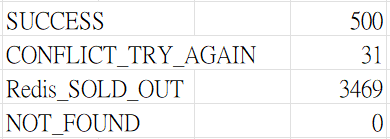 SUCCESS 500
CONFLICT_TRY_AGAIN 31
Redis_SOLD_OUT 3469
NOT_FOUND 0